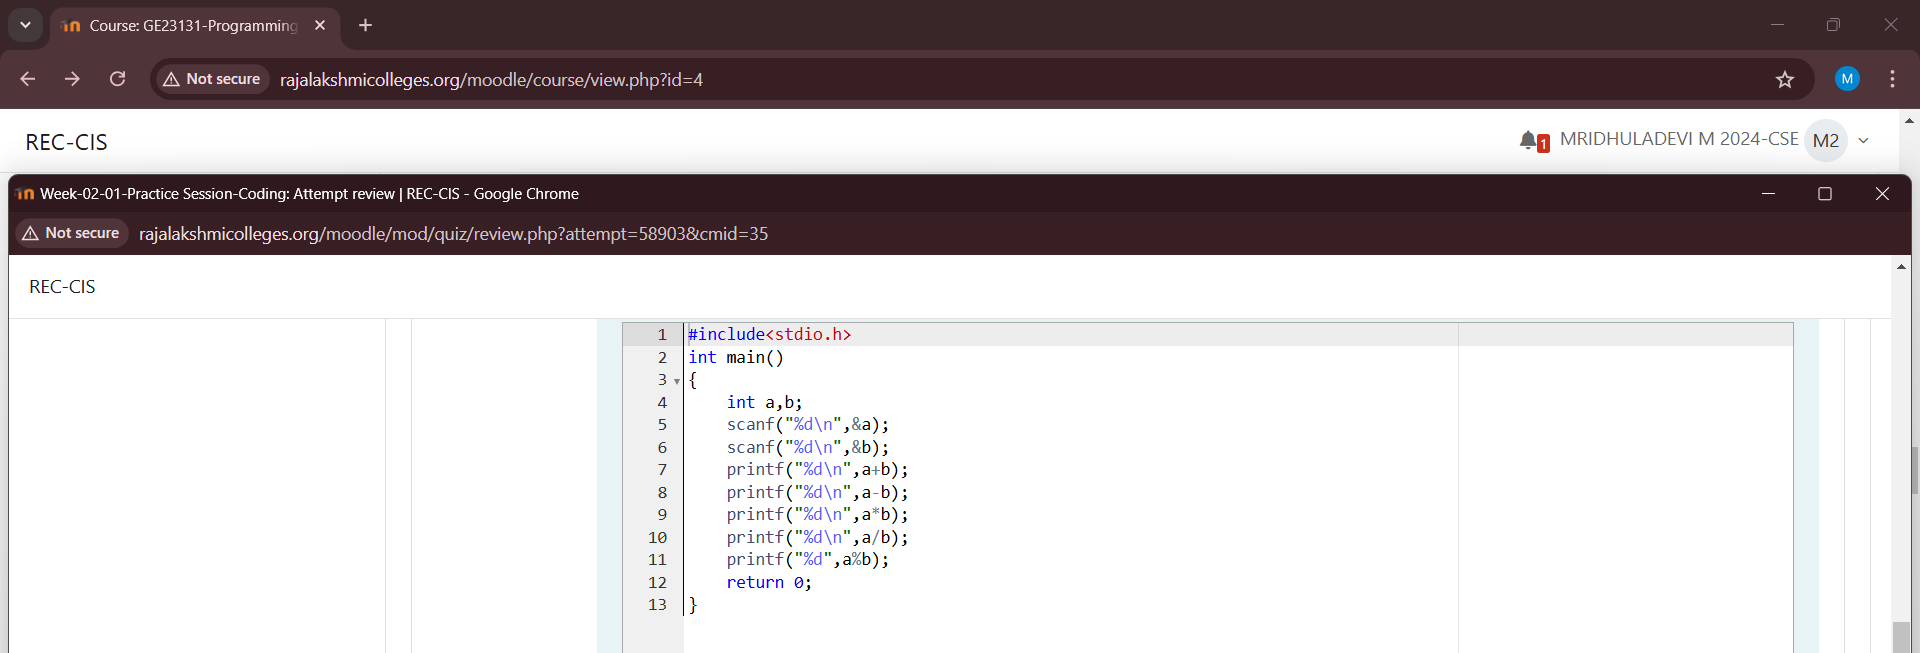 Course: GE23131-Programming
Not secure rajalakshmicolleges.org/moodle/course/view.php?id=4 M
REC-CIS 1 MRIDHULADEVI M 2024-CSE M2
Week-02-01-Practice Session-Coding: Attempt review | REC-CIS - Google Chrome
Not secure rajalakshmicolleges.org/moodle/mod/quiz/review.php?attempt=58903&cmid=35
REC-CIS
1 #include<stdio.h>
2 int main()
3 {
4     int a,b;
5     scanf("%d\n",&a);
6     scanf("%d\n",&b);
7     printf("%d\n",a+b);
8     printf("%d\n",a-b);
9     printf("%d\n",a*b);
10     printf("%d\n",a/b);
11     printf("%d",a%b);
12     return 0;
13 }